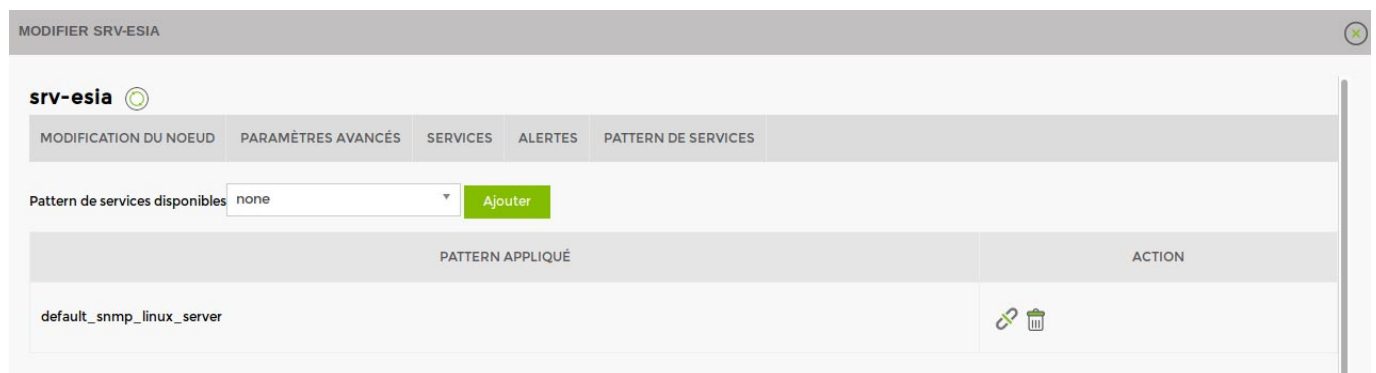 MODIFIER SRV-ESIA
srv-esia
MODIFICATION DU NOEUD PARAMÈTRES AVANCÉS SERVICES ALERTES PATTERN DE SERVICES
Pattern de services disponibles none Ajouter
PATTERN APPLIQUÉ ACTION
default_snmp_linux_server